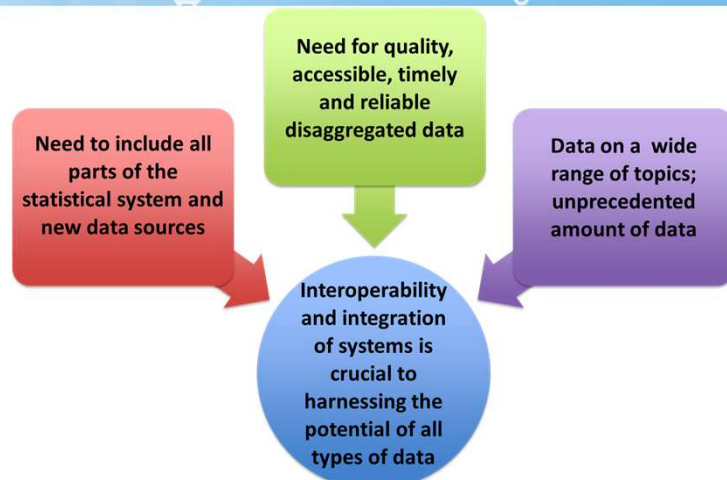 Need for quality,
accessible, timely
and reliable
disaggregated data
Need to include all
parts of the
statistical system and
new data sources
Data on a  wide
range of topics;
unprecedented
amount of data
Interoperability
and integration
of systems is
crucial to
harnessing the
potential of all
types of data